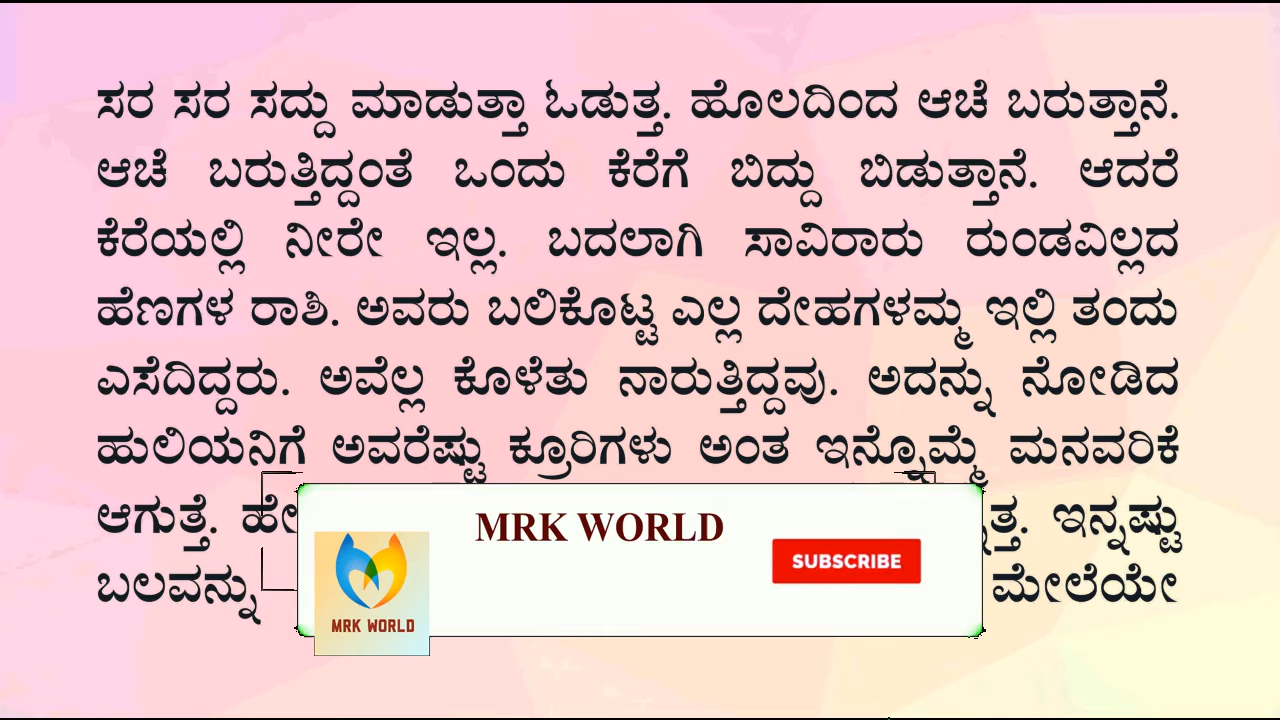 ಸರ ಸರ ಸದ್ದು ಮಾಡುತ್ತಾ ಓಡುತ್ತ. ಹೊಲದಿಂದ ಆಚೆ ಬರುತ್ತಾನೆ.
ಆಚೆ ಬರುತ್ತಿದ್ದಂತೆ ಒಂದು ಕೆರೆಗೆ ಬಿದ್ದು ಬಿಡುತ್ತಾನೆ. ಆದರೆ
ಕೆರೆಯಲ್ಲಿ ನೀರೇ ಇಲ್ಲ. ಬದಲಾಗಿ ಸಾವಿರಾರು ರುಂಡವಿಲ್ಲದ
ಹೆಣಗಳ ರಾಶಿ. ಅವರು ಬಲಿಕೊಟ್ಟ ಎಲ್ಲ ದೇಹಗಳಮ್ಮ ಇಲ್ಲಿ ತಂದು
ಎಸೆದಿದ್ದರು. ಅವೆಲ್ಲ ಕೊಳೆತು ನಾರುತ್ತಿದ್ದವು. ಅದನ್ನು ನೋಡಿದ
ಹುಲಿಯನಿಗೆ ಅವರೆಷ್ಟು ಕ್ರೂರಿಗಳು ಅಂತ ಇನ್ನೊಮ್ಮೆ ಮನವರಿಕೆ
ಆಗುತ್ತೆ. ಇನ್ನಷ್ಟು
ಬಲವನ್ನು ಮೇಲೆಯೇ
MRK WORLD
SUBSCRIBE
MRK WORLD